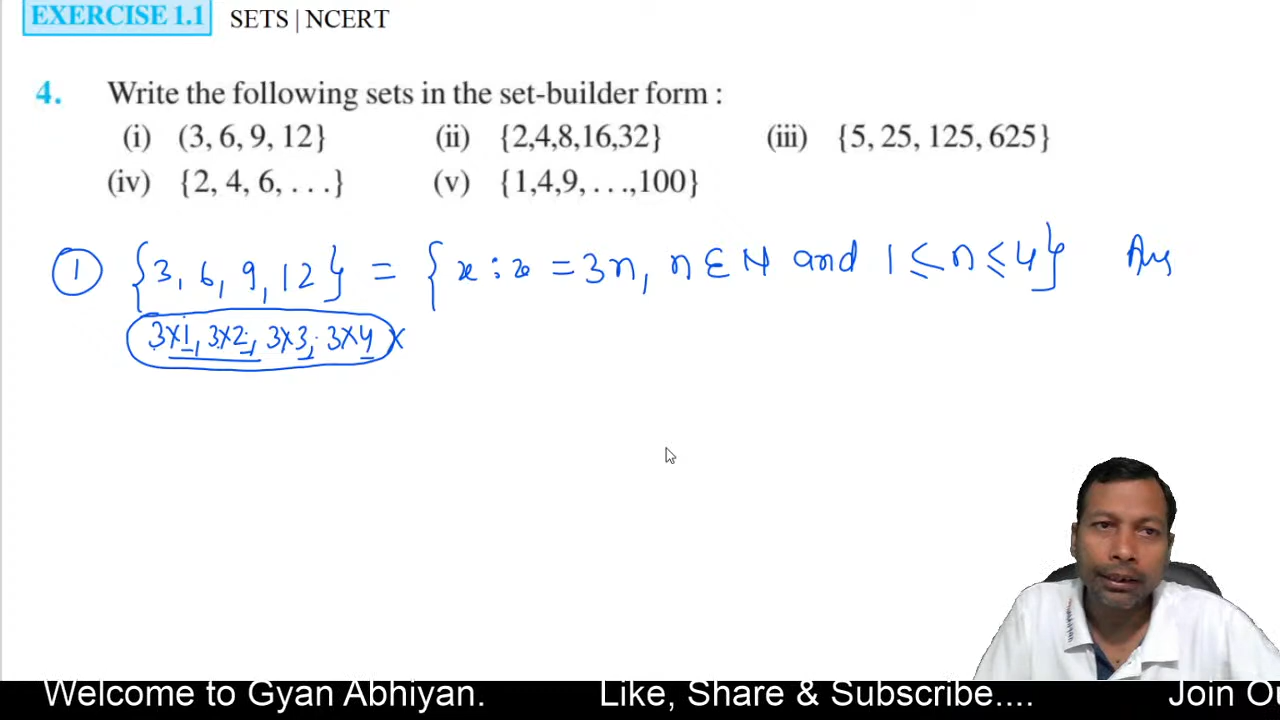 EXERCISE 1.1 SETS | NCERT
4. Write the following sets in the set-builder form :
(i) (3, 6, 9, 12} (ii) {2,4,8,16,32} (iii) {5, 25, 125, 625}
(iv) {2, 4, 6, . . .} (v) {1,4,9, . . .,100}
① {3, 6, 9, 12} = {x : x = 3n, n ∈ N and 1 ≤ n ≤ 4} Ans
3×1, 3×2, 3×3, 3×4 ×
Welcome to Gyan Abhiyan. Like, Share & Subscribe.... Join Ou